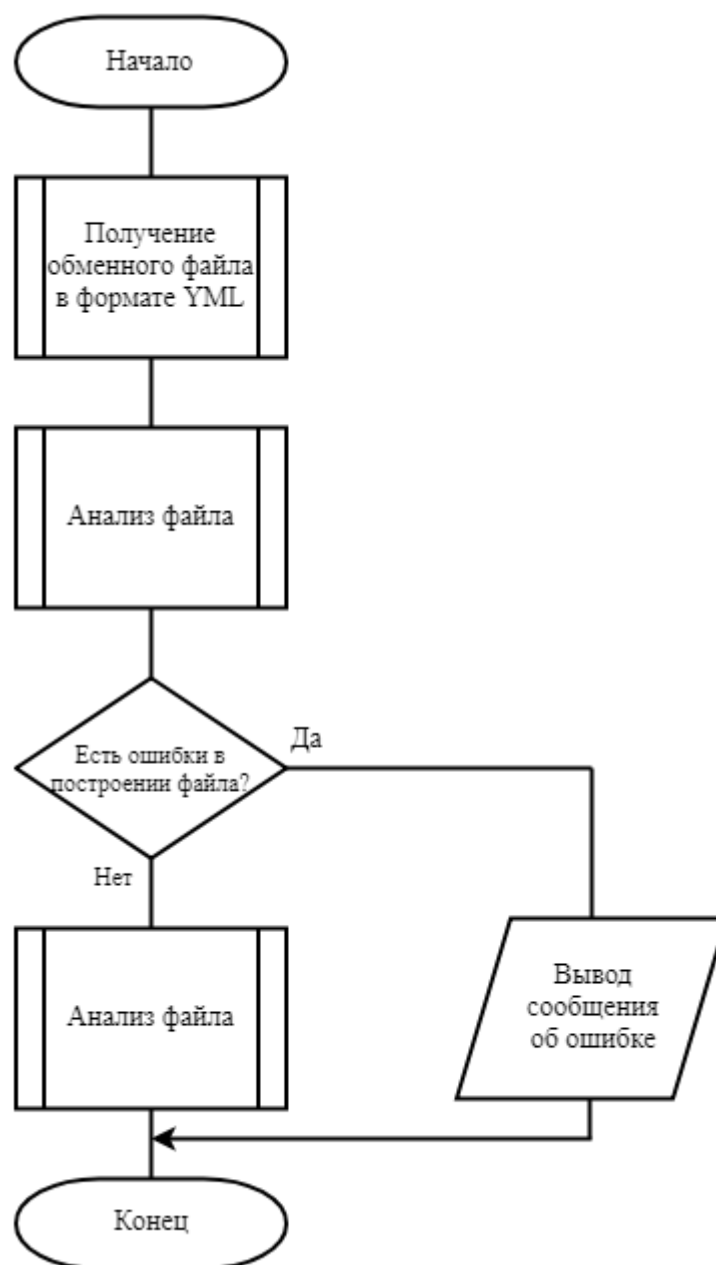 Начало
Получение
обменного файла
в формате YML
Анализ файла
Есть ошибки в
построении файла?
Да
Нет
Анализ файла
Вывод
сообщения
об ошибке
Конец